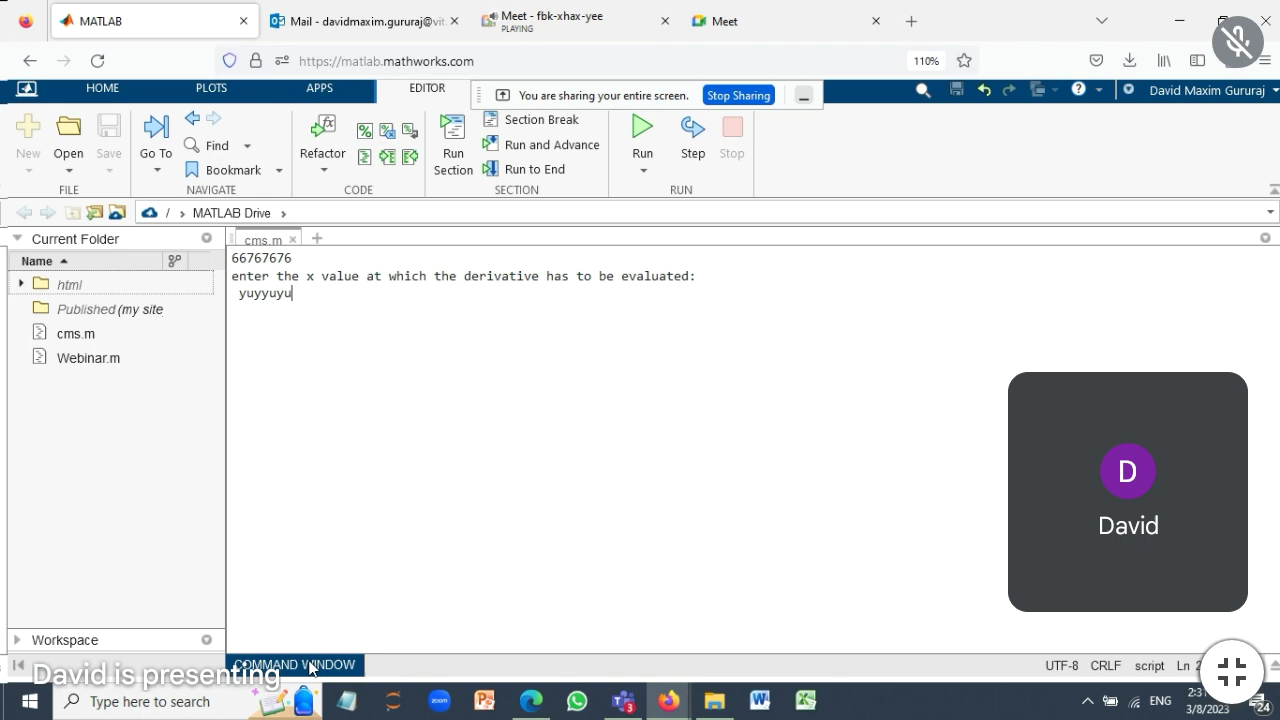 MATLAB
Mail - davidmaxim.gururaj@vit
Meet - fbk-xhax-yee
PLAYING
Meet
https://matlab.mathworks.com
110%
HOME
PLOTS
APPS
EDITOR
You are sharing your entire screen.
Stop Sharing
David Maxim Gururaj
New
Open
Save
FILE
Go To
Find
Bookmark
NAVIGATE
Refactor
CODE
Run Section
Section Break
Run and Advance
Run to End
SECTION
Run
Step
Stop
RUN
/ > MATLAB Drive >
Current Folder
Name
html
Published (my site
cms.m
Webinar.m
Workspace
cms.m
66767676
enter the x value at which the derivative has to be evaluated:
yuyyuyu
D
David
COMMAND WINDOW
UTF-8
CRLF
script
David is presenting
Type here to search
zoom
ENG
3/8/2023
24